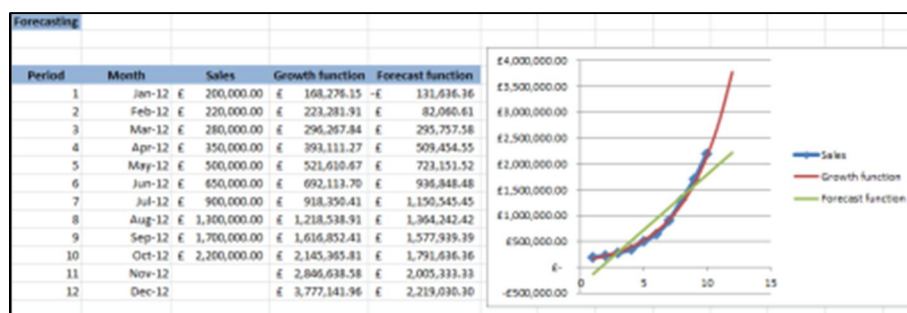 Forecasting
Period Month Sales Growth function Forecast function
1 Jan-12 £ 200,000.00 £ 168,276.15 -£ 131,636.36
2 Feb-12 £ 220,000.00 £ 223,281.91 £ 82,060.61
3 Mar-12 £ 280,000.00 £ 296,267.84 £ 295,757.58
4 Apr-12 £ 350,000.00 £ 393,111.27 £ 509,454.55
5 May-12 £ 500,000.00 £ 521,610.67 £ 723,151.52
6 Jun-12 £ 650,000.00 £ 692,113.70 £ 936,848.48
7 Jul-12 £ 900,000.00 £ 918,350.41 £ 1,150,545.45
8 Aug-12 £ 1,300,000.00 £ 1,218,538.91 £ 1,364,242.42
9 Sep-12 £ 1,700,000.00 £ 1,616,852.41 £ 1,577,939.39
10 Oct-12 £ 2,200,000.00 £ 2,145,365.81 £ 1,791,636.36
11 Nov-12 £ 2,846,638.58 £ 2,005,333.33
12 Dec-12 £ 3,777,141.96 £ 2,219,030.30
£4,000,000.00
£3,500,000.00
£3,000,000.00
£2,500,000.00
£2,000,000.00
£1,500,000.00
£1,000,000.00
£500,000.00
£-
-£500,000.00
0 5 10 15
Sales
Growth function
Forecast function